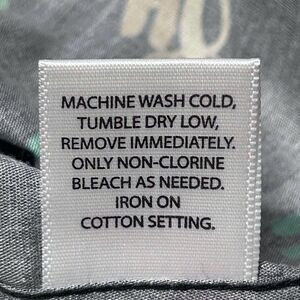 MACHINE WASH COLD,
TUMBLE DRY LOW,
REMOVE IMMEDIATELY.
ONLY NON-CLORINE
BLEACH AS NEEDED.
IRON ON
COTTON SETTING.